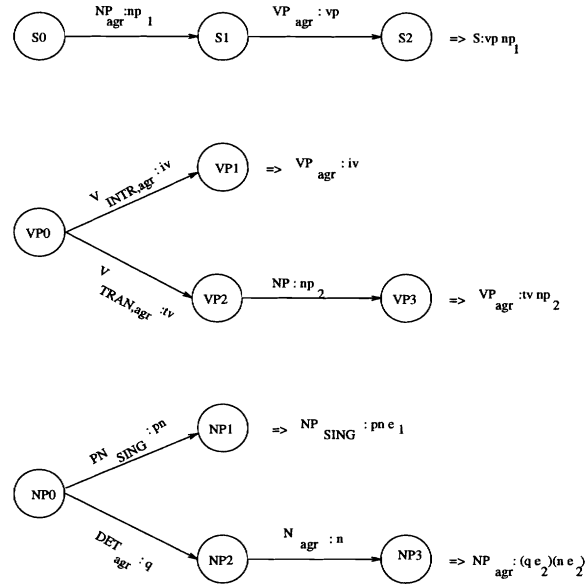 NP agr :np 1
VP agr : vp
S0
S1
S2
=> S:vp np 1
V INTR,agr : iv
VP1
=> VP agr : iv
VP0
V TRAN,agr :tv
NP : np 2
VP2
VP3
=> VP agr :tv np 2
PN SING : pn
NP1
=> NP SING : pn e 1
NP0
DET agr : q
N agr : n
NP2
NP3
=> NP agr : (q e 2)(n e 2)